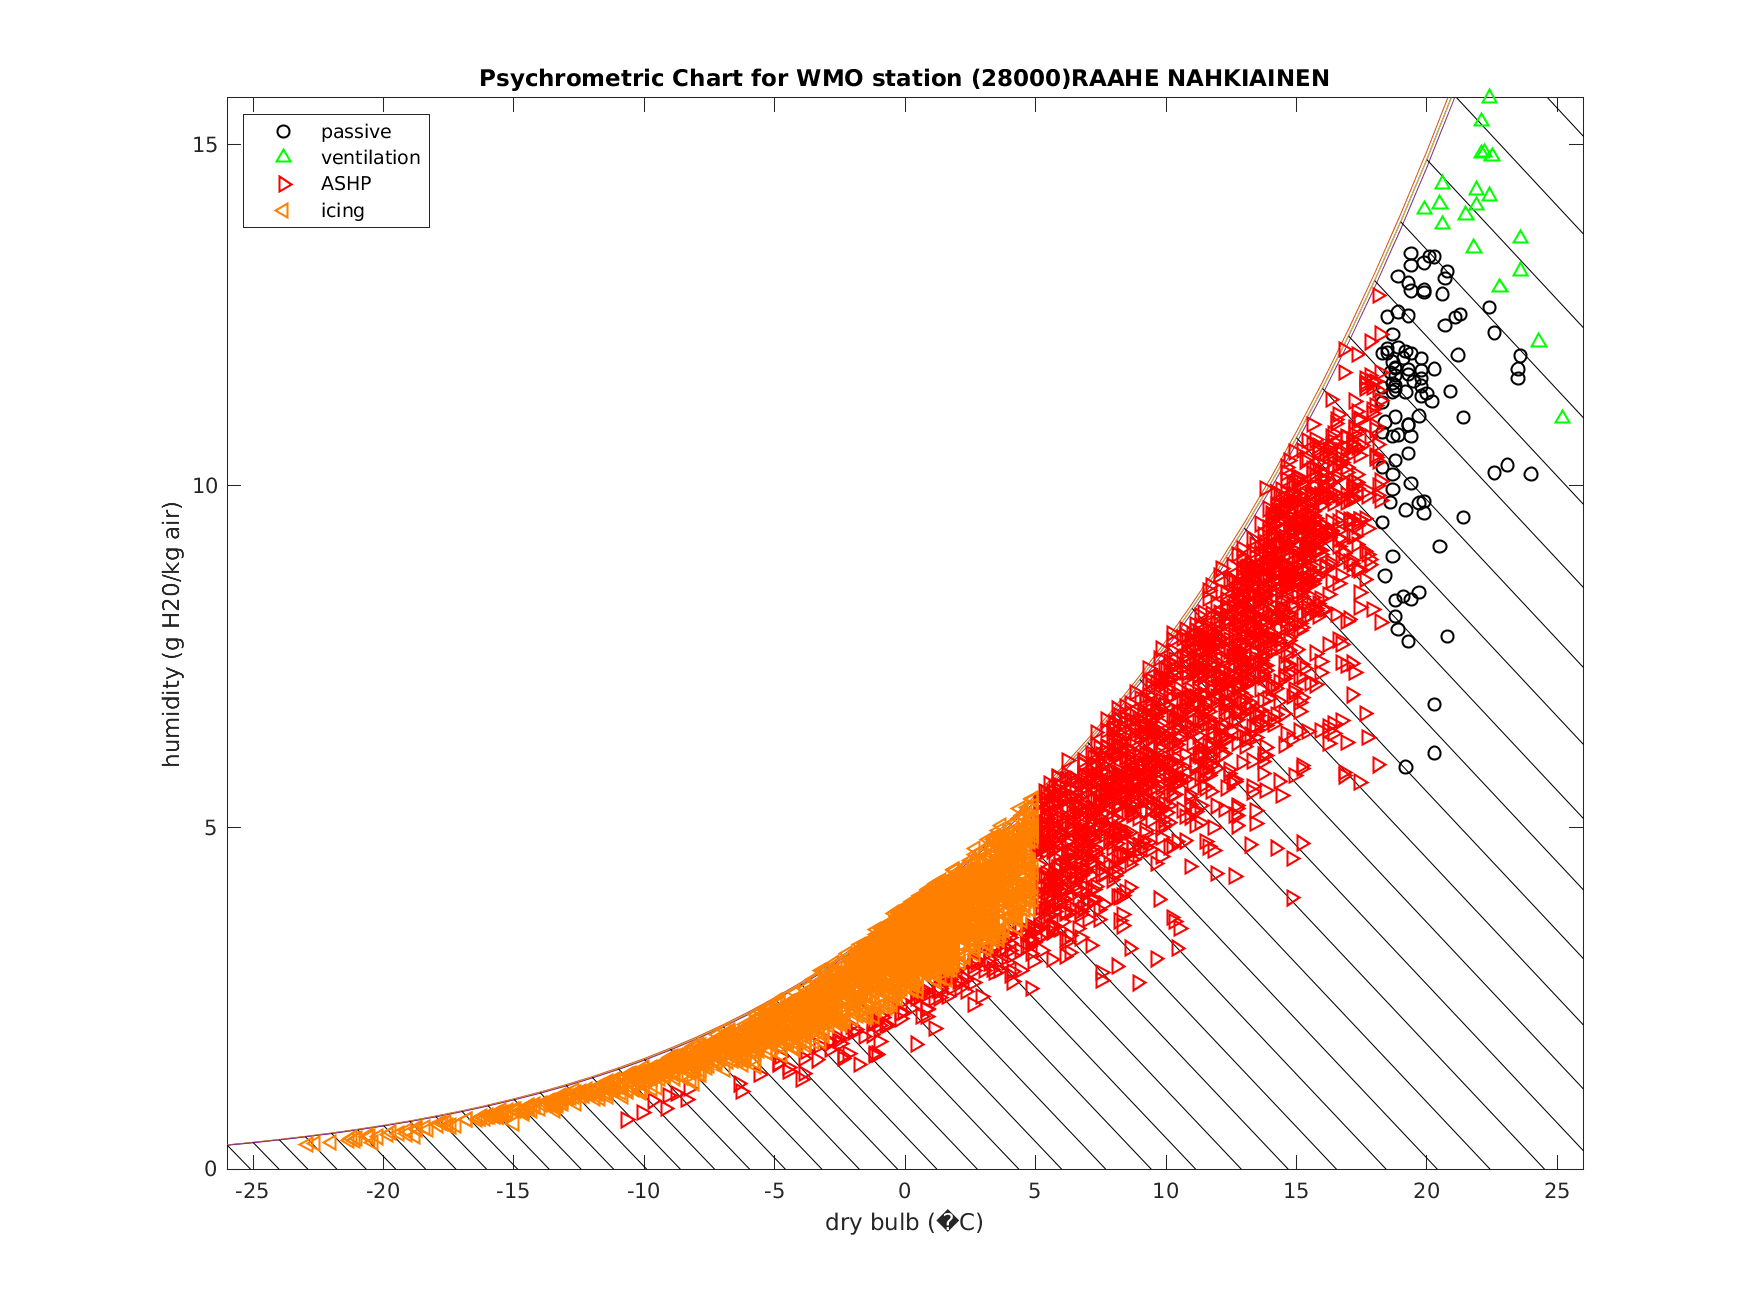 Psychrometric Chart for WMO station (28000)RAAHE NAHKIAINEN
passive
ventilation
ASHP
icing
15
10
5
0
humidity (g H20/kg air)
-25 -20 -15 -10 -5 0 5 10 15 20 25
dry bulb (�C)